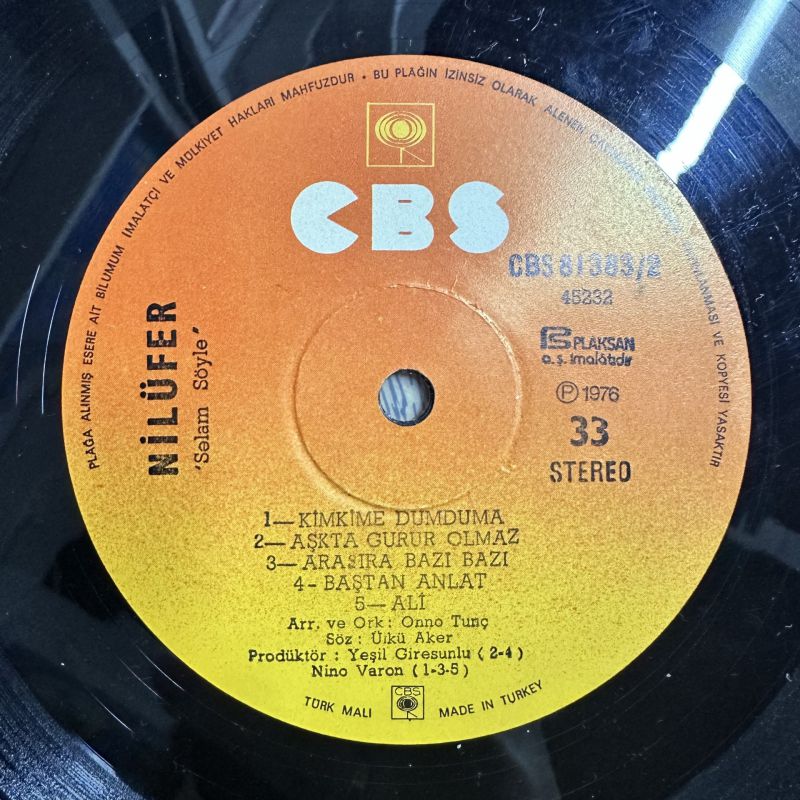 PLAĞA ALINMIŞ ESERE AİT BİLUMUM İMALATÇI VE MÜLKİYET HAKLARI MAHFUZDUR • BU PLAĞIN İZİNSİZ OLARAK ALENEN VE KOPYESİ YASAKTIR
CBS
CBS 81383/2
45232
PLAKSAN
a.ş. imalâtıdır
Ⓟ 1976
33
STEREO
NİLÜFER
'Selam Söyle'
1—KİMKİME DUMDUMA
2—AŞKTA GURUR OLMAZ
3—ARASIRA BAZI BAZI
4-BAŞTAN ANLAT
5—ALİ
Arr. ve Ork: Onno Tunç
Söz : Ülkü Aker
Prodüktör : Yeşil Giresunlu ( 2-4 )
Nino Varon ( 1-3-5 )
TÜRK MALI CBS MADE IN TURKEY